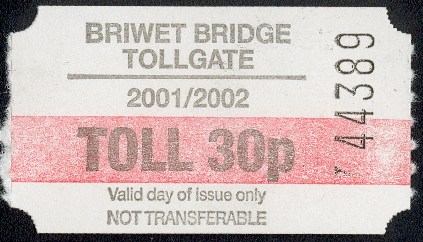 BRIWET BRIDGE
TOLLGATE
2001/2002
TOLL 30p
Valid day of issue only
NOT TRANSFERABLE
44389